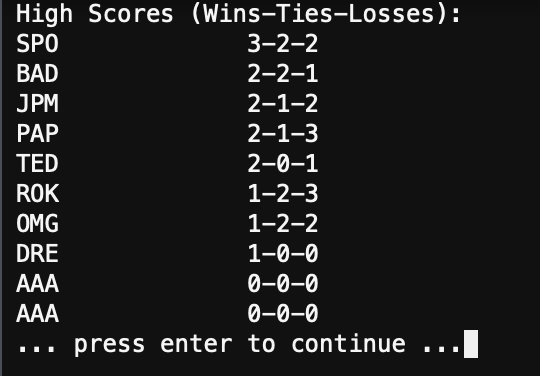 High Scores (Wins-Ties-Losses):
SPO 3-2-2
BAD 2-2-1
JPM 2-1-2
PAP 2-1-3
TED 2-0-1
ROK 1-2-3
OMG 1-2-2
DRE 1-0-0
AAA 0-0-0
AAA 0-0-0
... press enter to continue ...